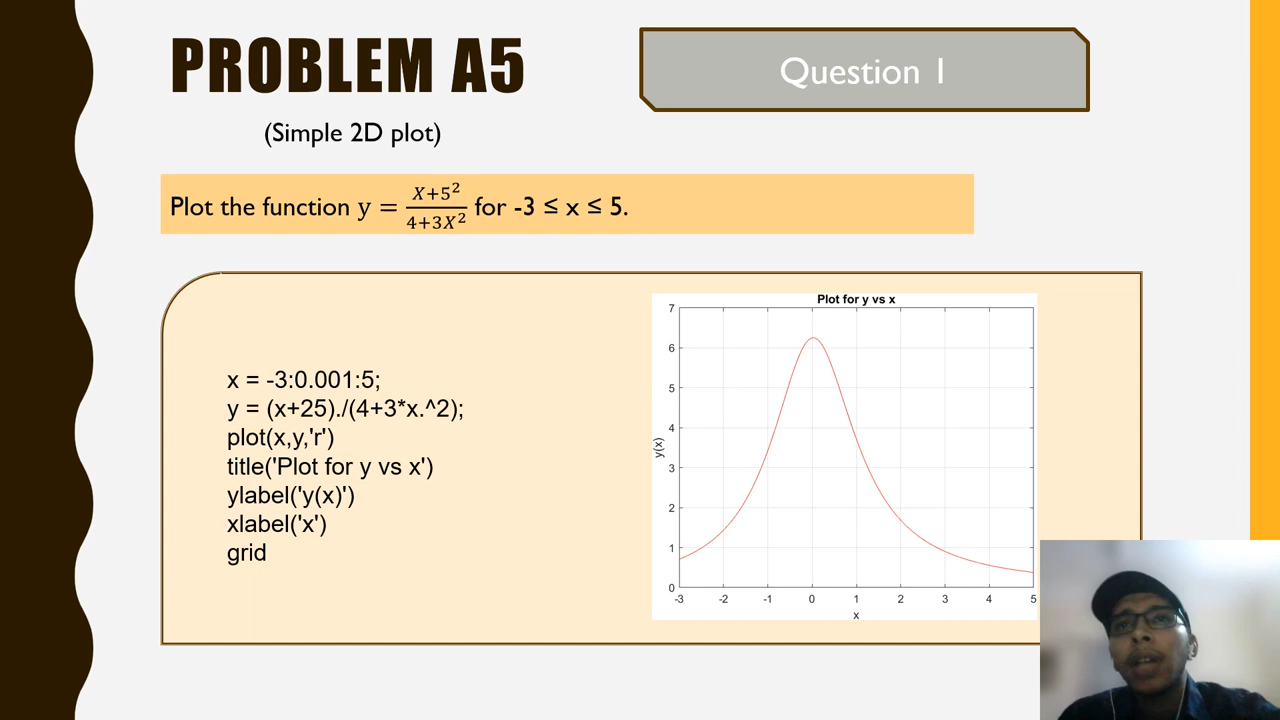 PROBLEM A5
Question 1
(Simple 2D plot)
Plot the function y = X+5²/4+3X² for -3 ≤ x ≤ 5.
x = -3:0.001:5;
y = (x+25)./(4+3*x.^2);
plot(x,y,'r')
title('Plot for y vs x')
ylabel('y(x)')
xlabel('x')
grid
Plot for y vs x
7
6
5
4
3
2
1
0
y(x)
-3 -2 -1 0 1 2 3 4 5
x